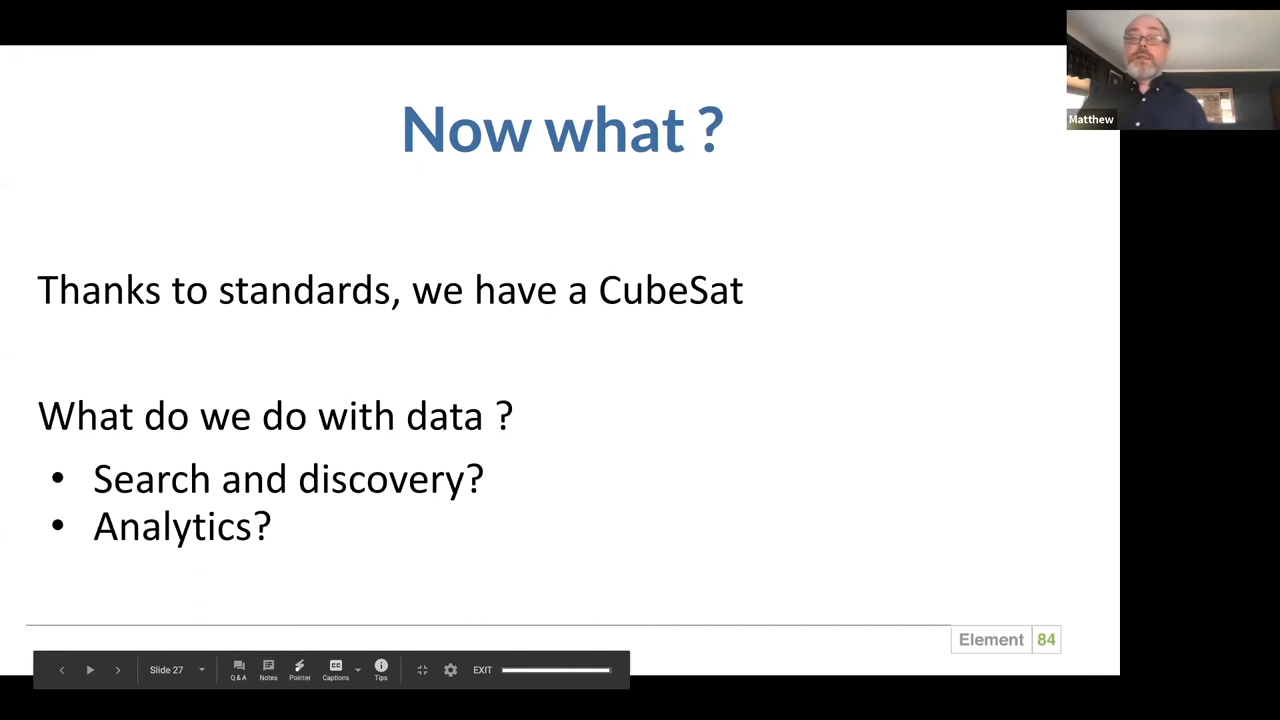 Matthew
Now what ?
Thanks to standards, we have a CubeSat
What do we do with data ?
• Search and discovery?
• Analytics?
Element 84
Slide 27
Q & A
Notes
Pointer
Captions
Tips
EXIT